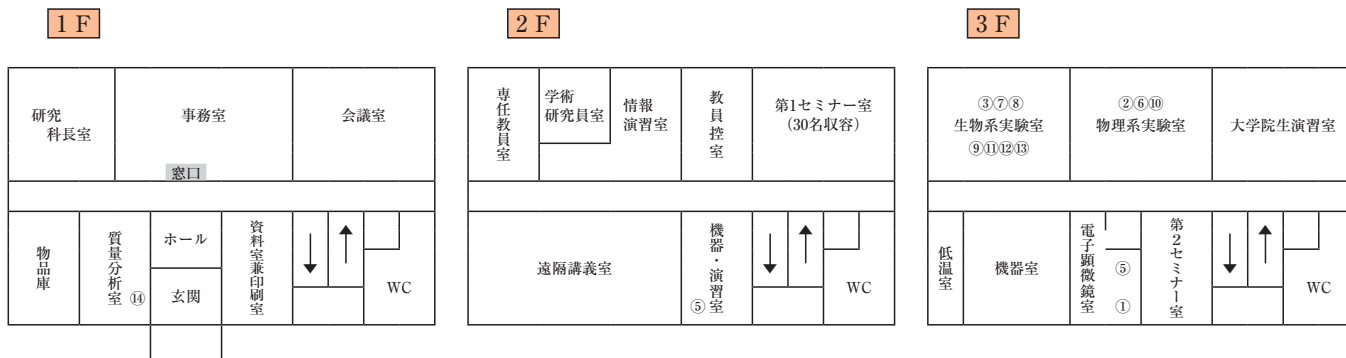 1 F
研究
科長室
事務室
会議室
窓口
物品庫
質量分析室
⑭
ホール
玄関
資料室兼印刷室
WC
2 F
専任教員室
学術
研究員室
情報
演習室
教員控室
第1セミナー室
(30名収容)
遠隔講義室
機器・演習室
⑤
WC
3 F
③⑦⑧
生物系実験室
⑨⑪⑫⑬
②⑥⑩
物理系実験室
大学院生演習室
低温室
機器室
電子顕微鏡室
⑤
①
第2セミナー室
WC